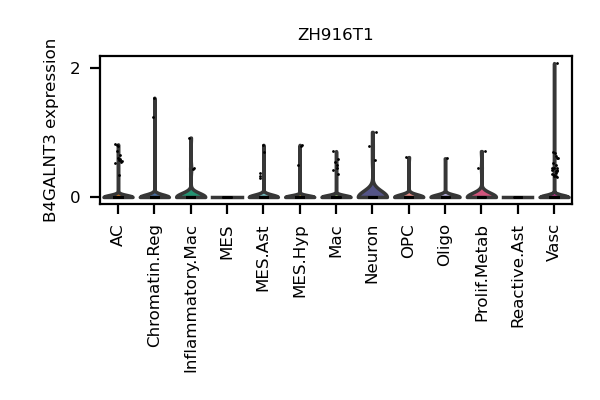 ZH916T1
B4GALNT3 expression
2
0
AC
Chromatin.Reg
Inflammatory.Mac
MES
MES.Ast
MES.Hyp
Mac
Neuron
OPC
Oligo
Prolif.Metab
Reactive.Ast
Vasc